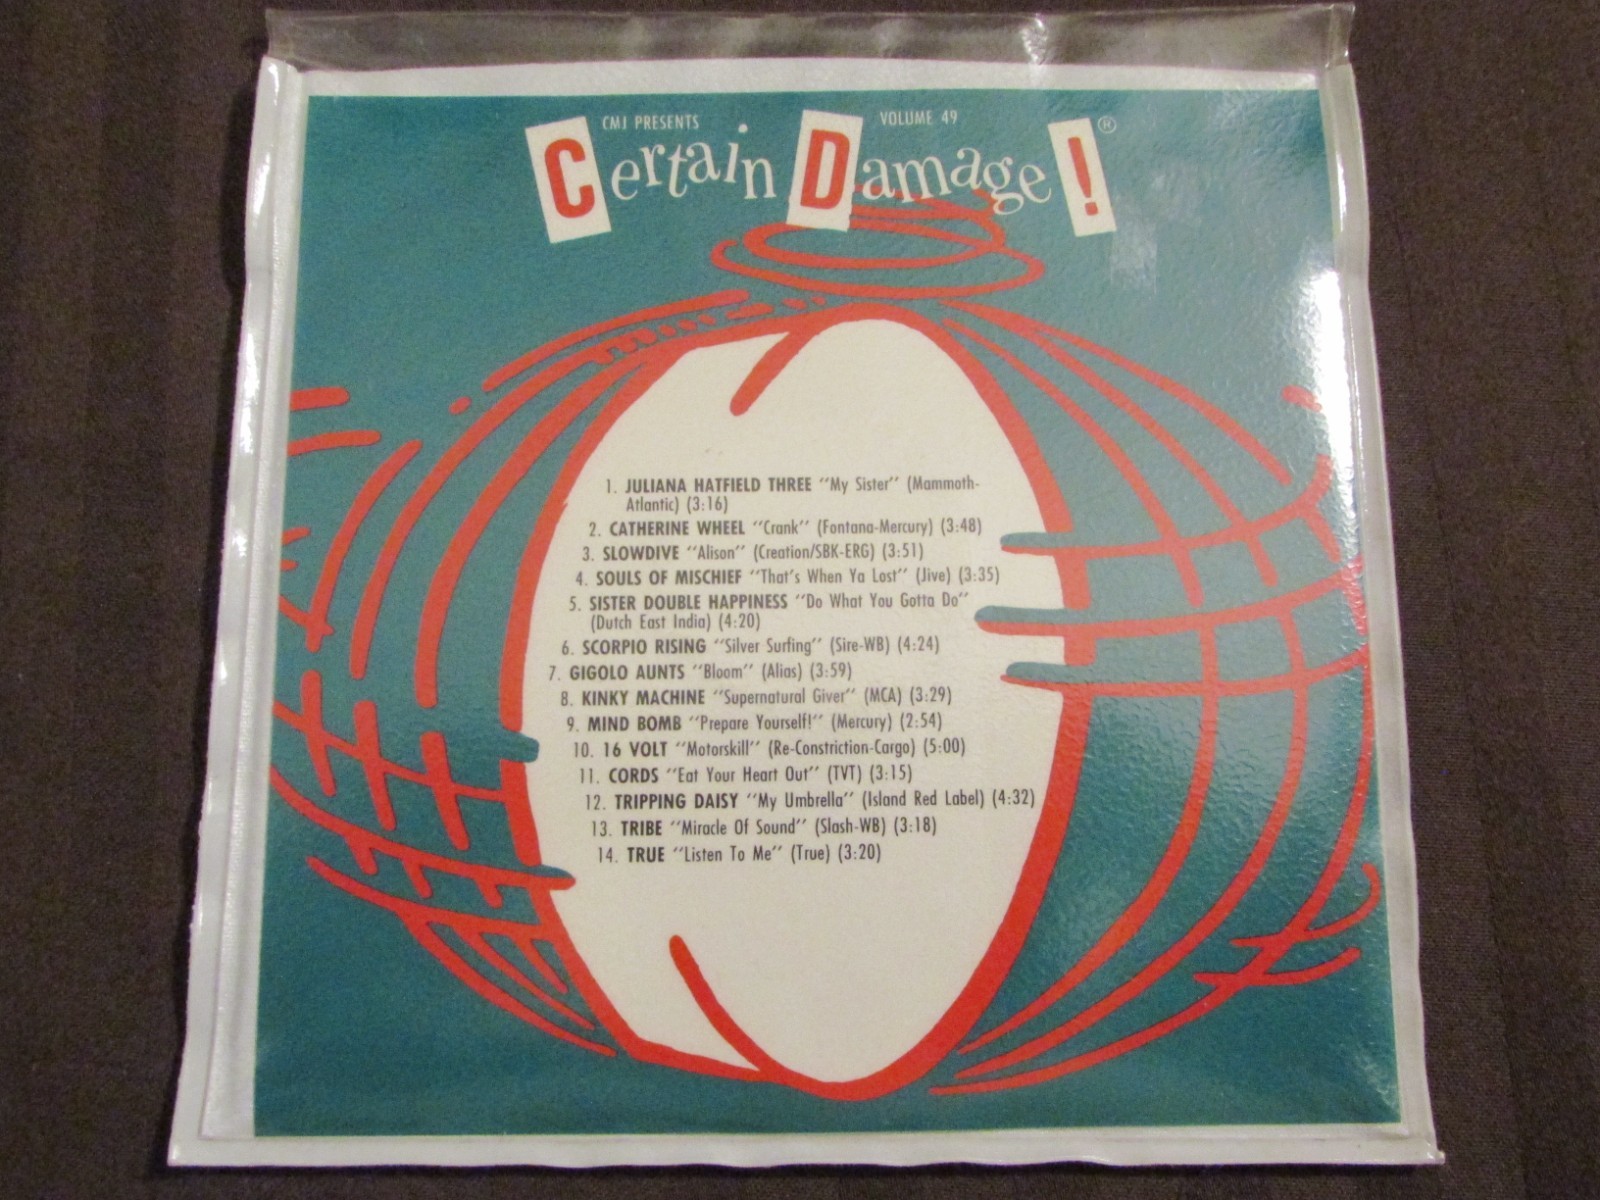 CMJ PRESENTS VOLUME 49
Certain Damage! ®
1. JULIANA HATFIELD THREE "My Sister" (Mammoth-
Atlantic) (3:16)
2. CATHERINE WHEEL "Crank" (Fontana-Mercury) (3:48)
3. SLOWDIVE "Alison" (Creation/SBK-ERG) (3:51)
4. SOULS OF MISCHIEF "That's When Ya Lost" (Jive) (3:35)
5. SISTER DOUBLE HAPPINESS "Do What You Gotta Do"
(Dutch East India) (4:20)
6. SCORPIO RISING "Silver Surfing" (Sire-WB) (4:24)
7. GIGOLO AUNTS "Bloom" (Alias) (3:59)
8. KINKY MACHINE "Supernatural Giver" (MCA) (3:29)
9. MIND BOMB "Prepare Yourself!" (Mercury) (2:54)
10. 16 VOLT "Motorskill" (Re-Constriction-Cargo) (5:00)
11. CORDS "Eat Your Heart Out" (TVT) (3:15)
12. TRIPPING DAISY "My Umbrella" (Island Red Label) (4:32)
13. TRIBE "Miracle Of Sound" (Slash-WB) (3:18)
14. TRUE "Listen To Me" (True) (3:20)